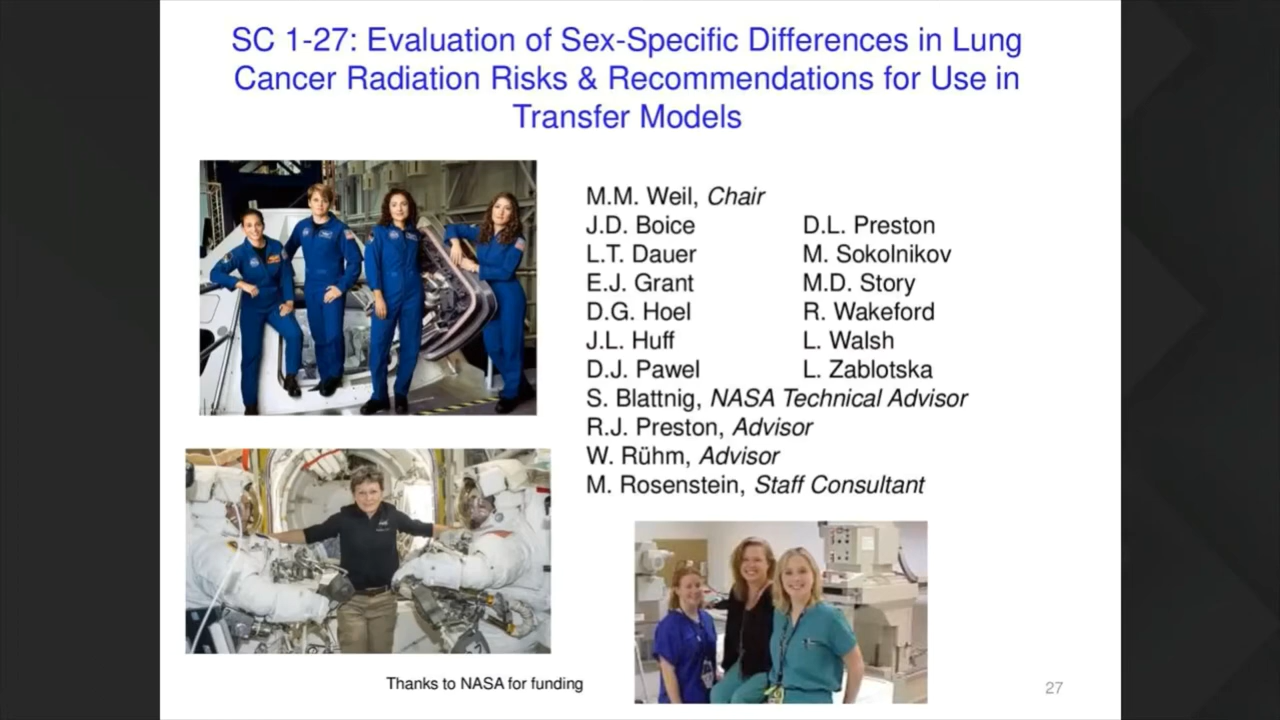 SC 1-27: Evaluation of Sex-Specific Differences in Lung
Cancer Radiation Risks & Recommendations for Use in
Transfer Models
M.M. Weil, Chair
J.D. Boice
D.L. Preston
L.T. Dauer
M. Sokolnikov
E.J. Grant
M.D. Story
D.G. Hoel
R. Wakeford
J.L. Huff
L. Walsh
D.J. Pawel
L. Zablotska
S. Blattnig, NASA Technical Advisor
R.J. Preston, Advisor
W. Rühm, Advisor
M. Rosenstein, Staff Consultant
Thanks to NASA for funding
27